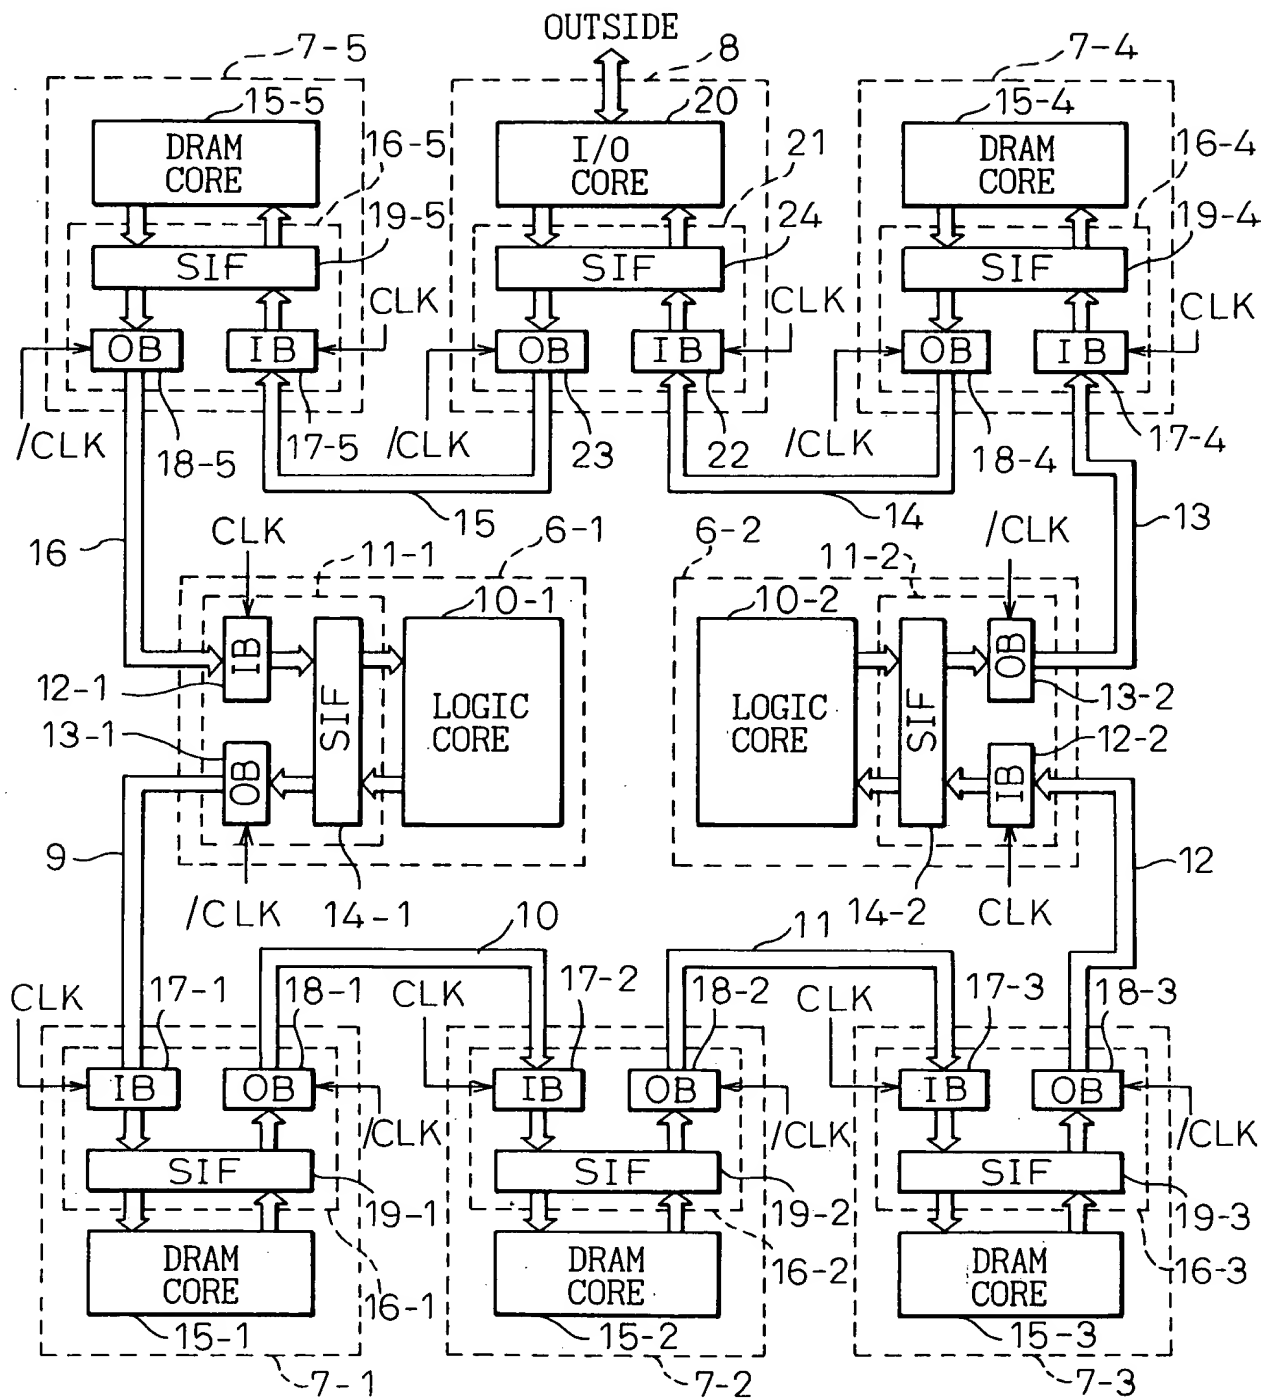 OUTSIDE
7-5
8
7-4
15-5
20
15-4
DRAM
CORE
16-5
I/O
CORE
21
DRAM
CORE
16-4
19-5
24
19-4
SIF
SIF
SIF
CLK
CLK
CLK
OB
IB
OB
IB
OB
IB
/CLK
18-5
17-5
/CLK
23
22
/CLK
18-4
17-4
15
14
13
16
CLK
11-1
6-1
6-2
11-2
/CLK
10-1
10-2
IB
OB
12-1
13-2
SIF
LOGIC
CORE
LOGIC
CORE
SIF
13-1
12-2
OB
IB
9
12
/CLK
14-1
14-2
CLK
10
11
CLK
17-1
18-1
CLK
17-2
18-2
CLK
17-3
18-3
IB
OB
IB
OB
IB
OB
/CLK
/CLK
/CLK
SIF
SIF
SIF
19-1
19-2
19-3
DRAM
CORE
DRAM
CORE
DRAM
CORE
16-1
16-2
16-3
15-1
15-2
15-3
7-1
7-2
7-3